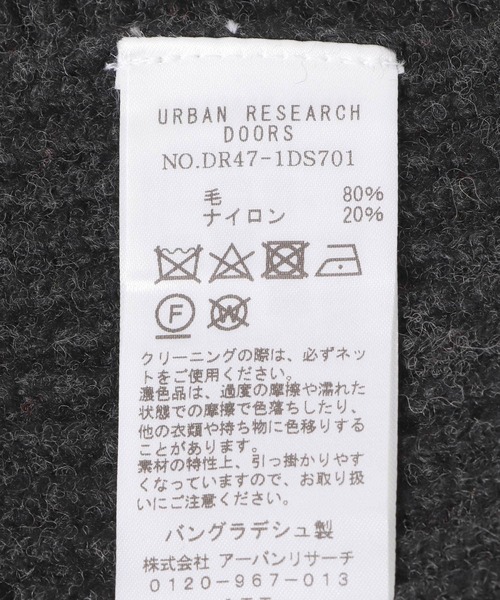 URBAN RESEARCH
DOORS
NO.DR47-1DS701
毛 80%
ナイロン 20%
F W
クリーニングの際は、必ずネッ
トをご使用ください。
濃色品は、過度の摩擦や濡れた
状態での摩擦で色落ちしたり、
他の衣類や持ち物に色移りする
ことがあります。
素材の特性上、引っ掛かりやす
くなっていますので、お取り扱
いにご注意ください。
バングラデシュ製
株式会社 アーバンリサーチ
0120-967-013